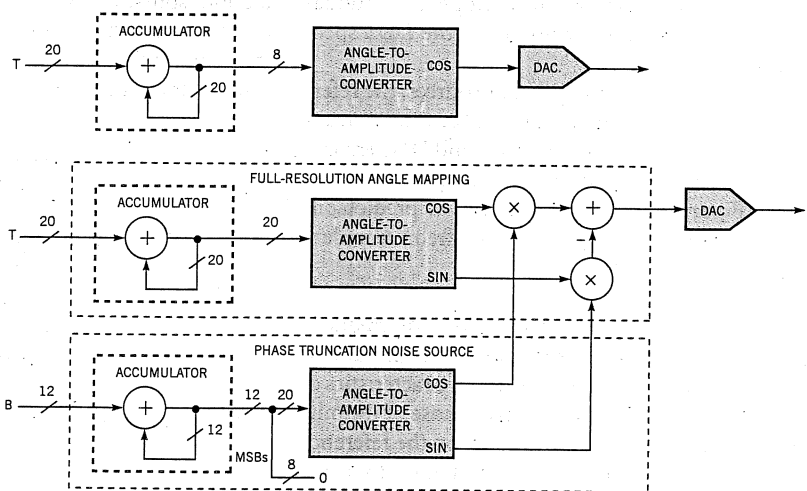 ACCUMULATOR
T
20
+
20
8
ANGLE-TO-
AMPLITUDE
CONVERTER
COS
DAC.
FULL-RESOLUTION ANGLE MAPPING
ACCUMULATOR
T
20
+
20
20
ANGLE-TO-
AMPLITUDE
CONVERTER
COS
SIN
×
+
−
×
DAC
PHASE TRUNCATION NOISE SOURCE
ACCUMULATOR
B
12
+
12
12
20
MSBs
8
0
ANGLE-TO-
AMPLITUDE
CONVERTER
COS
SIN